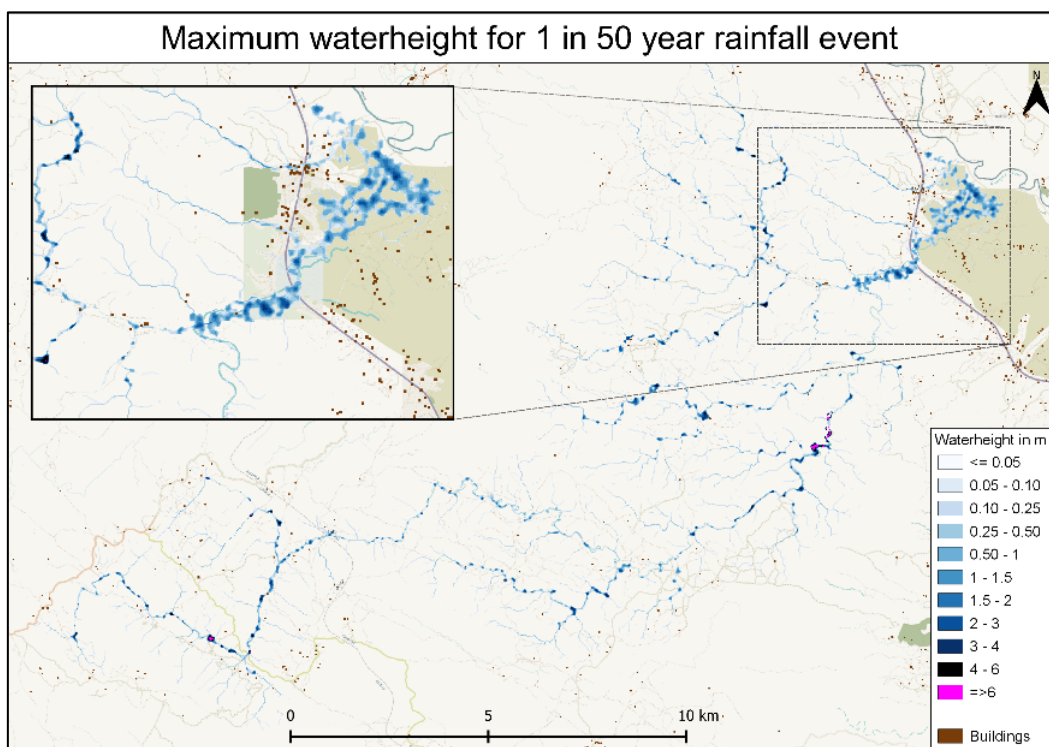 Maximum waterheight for 1 in 50 year rainfall event
N
Waterheight in m
<= 0.05
0.05 - 0.10
0.10 - 0.25
0.25 - 0.50
0.50 - 1
1 - 1.5
1.5 - 2
2 - 3
3 - 4
4 - 6
=>6
Buildings
0 5 10 km